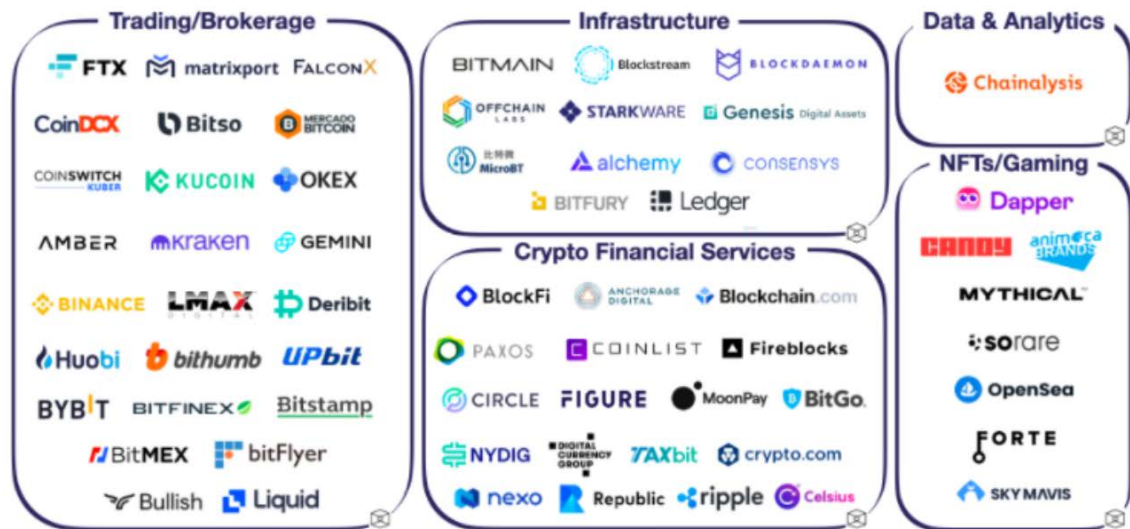 Trading/Brokerage
FTX matrixport FALCONX
CoinDCX Bitso MERCADO BITCOIN
COINSWITCH KUBER KUCOIN OKEX
AMBER kraken GEMINI
BINANCE LMAX DIGITAL Deribit
Huobi bithumb UPbit
BYBIT BITFINEX Bitstamp
BitMEX bitFlyer
Bullish Liquid
Infrastructure
BITMAIN Blockstream BLOCKDAEMON
OFFCHAIN LABS STARKWARE Genesis Digital Assets
比特微 MicroBT alchemy CONSENSYS
BITFURY Ledger
Crypto Financial Services
BlockFi ANCHORAGE DIGITAL Blockchain.com
PAXOS COINLIST Fireblocks
CIRCLE FIGURE MoonPay BitGo.
NYDIG DIGITAL CURRENCY GROUP TAXbit crypto.com
nexo Republic ripple Celsius
Data & Analytics
Chainalysis
NFTs/Gaming
Dapper
CANDY animoca BRANDS
MYTHICAL
sorare
OpenSea
FORTE
SKY MAVIS